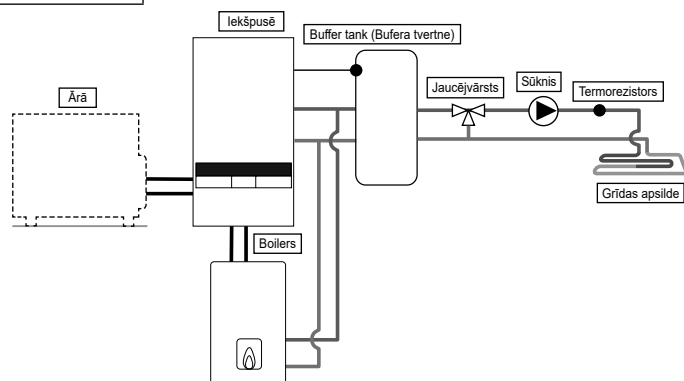 Iekšpusē
Buffer tank (Bufera tvertne)
Ārā
Jaucējvārsts
Sūknis
Termorezistors
Grīdas apsilde
Boilers